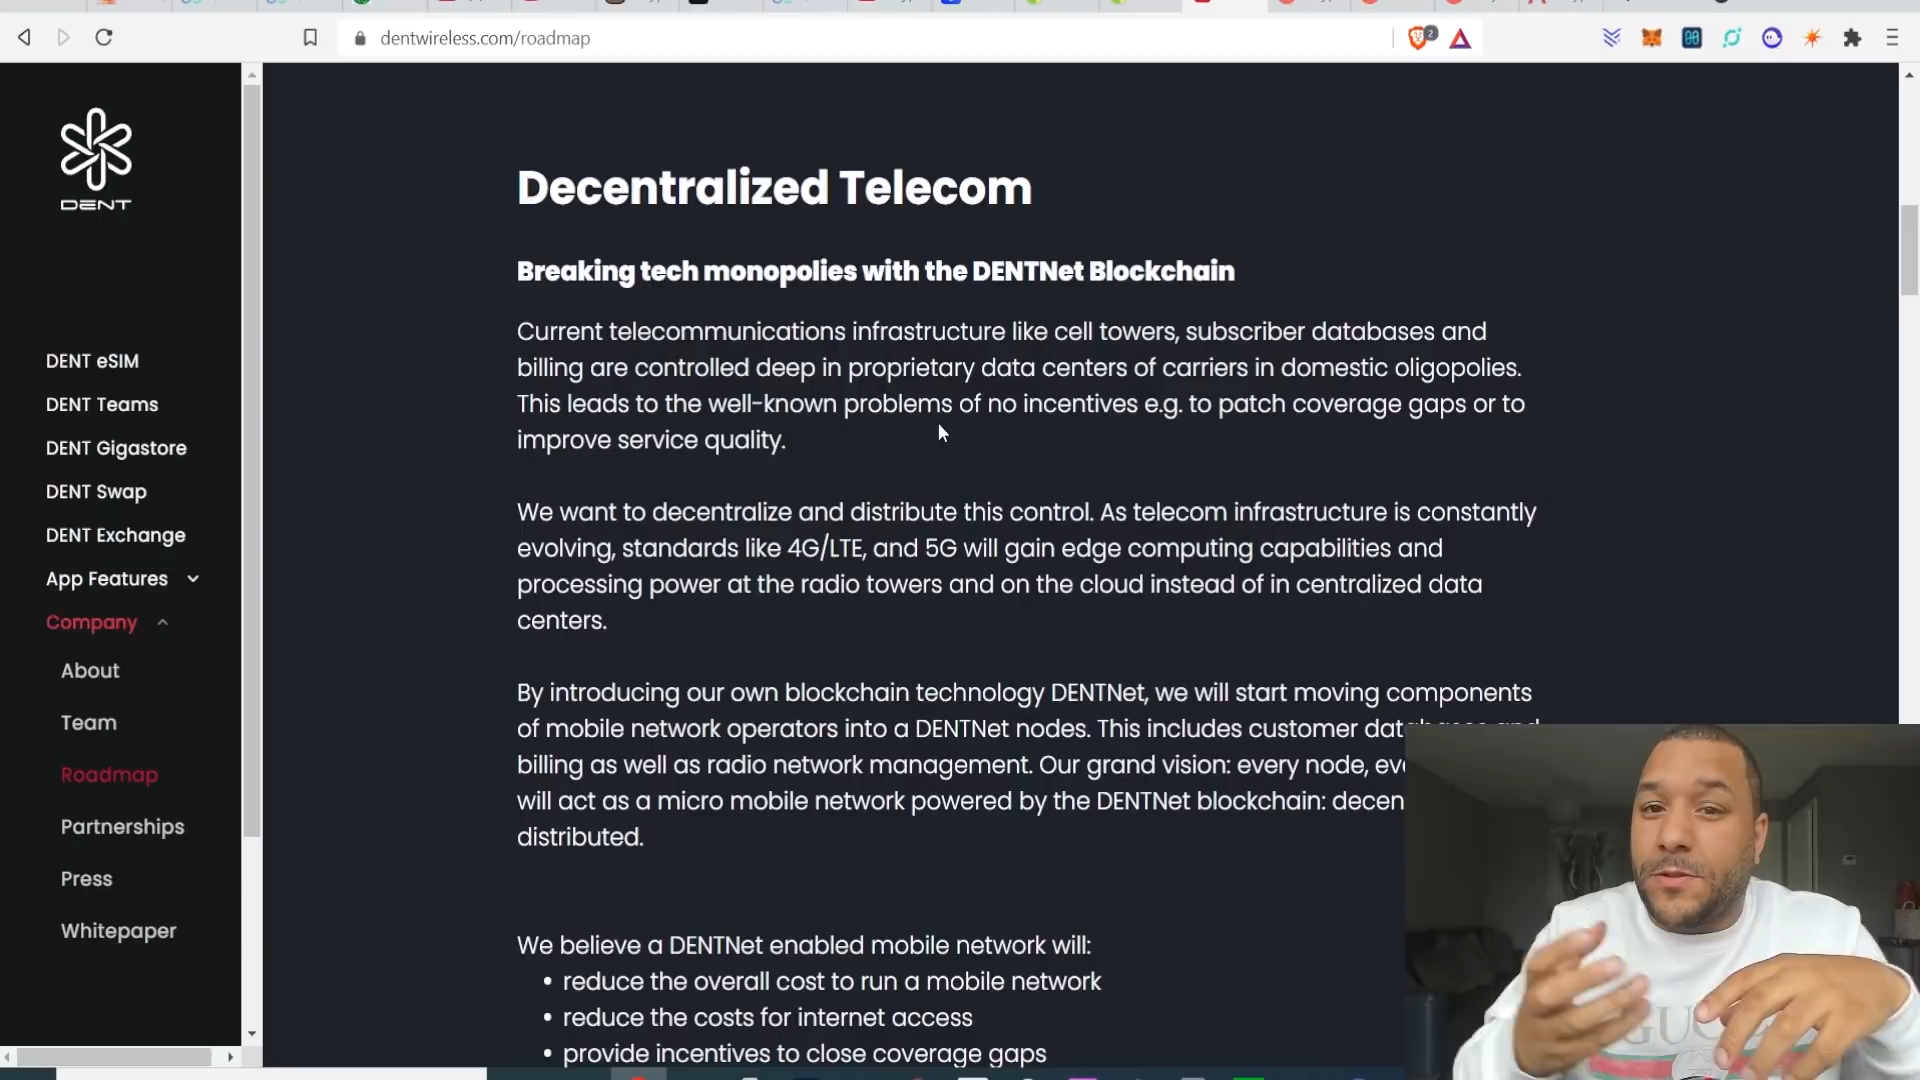 dentwireless.com/roadmap
2
DENT
DENT eSIM
DENT Teams
DENT Gigastore
DENT Swap
DENT Exchange
App Features
Company
About
Team
Roadmap
Partnerships
Press
Whitepaper
Decentralized Telecom
Breaking tech monopolies with the DENTNet Blockchain
Current telecommunications infrastructure like cell towers, subscriber databases and
billing are controlled deep in proprietary data centers of carriers in domestic oligopolies.
This leads to the well-known problems of no incentives e.g. to patch coverage gaps or to
improve service quality.
We want to decentralize and distribute this control. As telecom infrastructure is constantly
evolving, standards like 4G/LTE, and 5G will gain edge computing capabilities and
processing power at the radio towers and on the cloud instead of in centralized data
centers.
By introducing our own blockchain technology DENTNet, we will start moving components
of mobile network operators into a DENTNet nodes. This includes customer
billing as well as radio network management. Our grand vision: every node,
will act as a micro mobile network powered by the DENTNet blockchain:
distributed.
We believe a DENTNet enabled mobile network will:
• reduce the overall cost to run a mobile network
• reduce the costs for internet access
• provide incentives to close coverage gaps